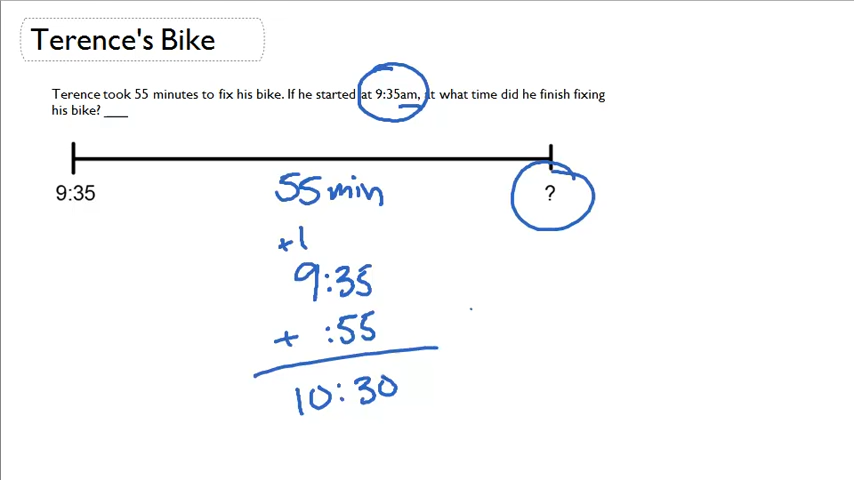 Terence's Bike
Terence took 55 minutes to fix his bike. If he started at 9:35am, at what time did he finish fixing
his bike? ____
9:35
55 min
?
+1
9:35
+ :55
10:30